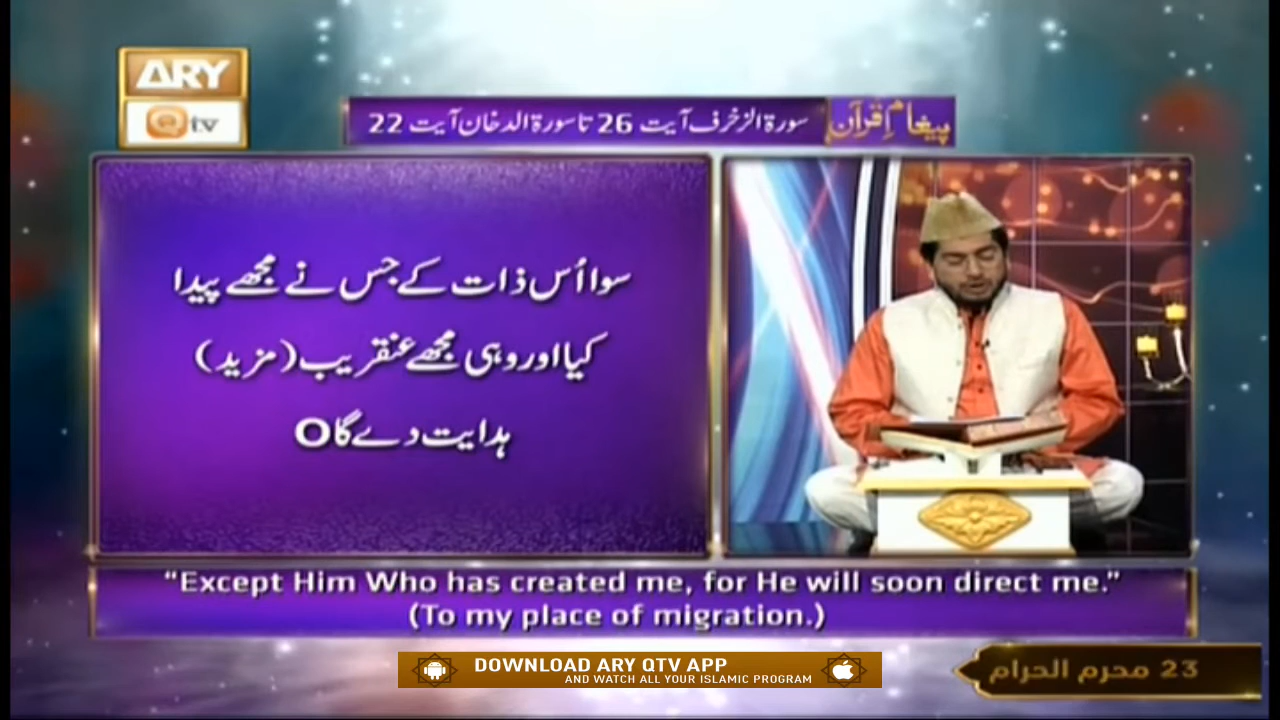 ARY
Qtv
پیغام قرآن
سورۃ الزخرف آیت 26 تا سورۃ الدخان آیت 22
سوا اُس ذات کے جس نے مجھے پیدا
کیا اور وہی مجھے عنقریب (مزید)
ہدایت دے گاO
“Except Him Who has created me, for He will soon direct me.”
(To my place of migration.)
DOWNLOAD ARY QTV APP
AND WATCH ALL YOUR ISLAMIC PROGRAM
23 محرم الحرام